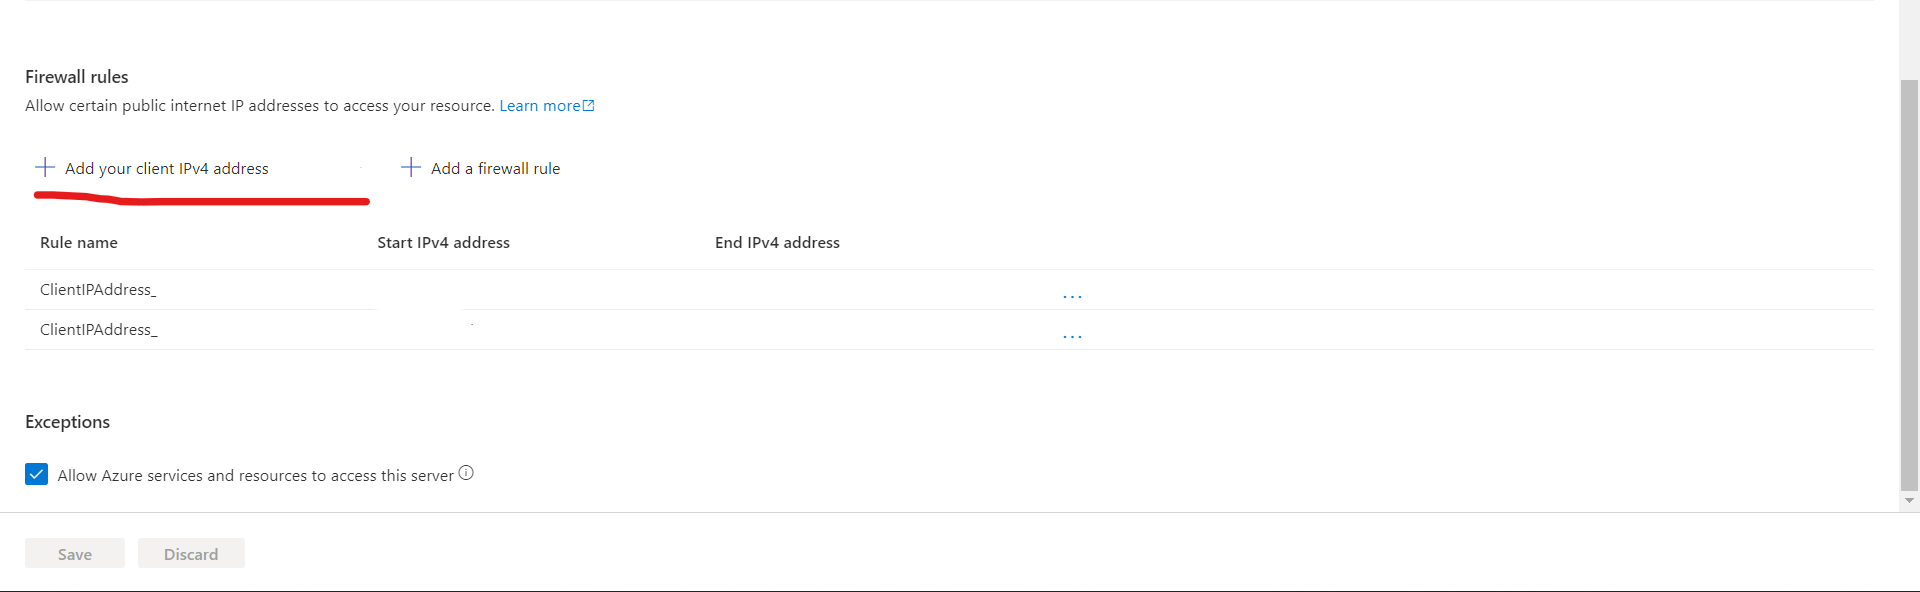 Firewall rules
Allow certain public internet IP addresses to access your resource. Learn more
Add your client IPv4 address Add a firewall rule
Rule name Start IPv4 address End IPv4 address
ClientIPAddress_ ...
ClientIPAddress_ ...
Exceptions
Allow Azure services and resources to access this server
Save Discard